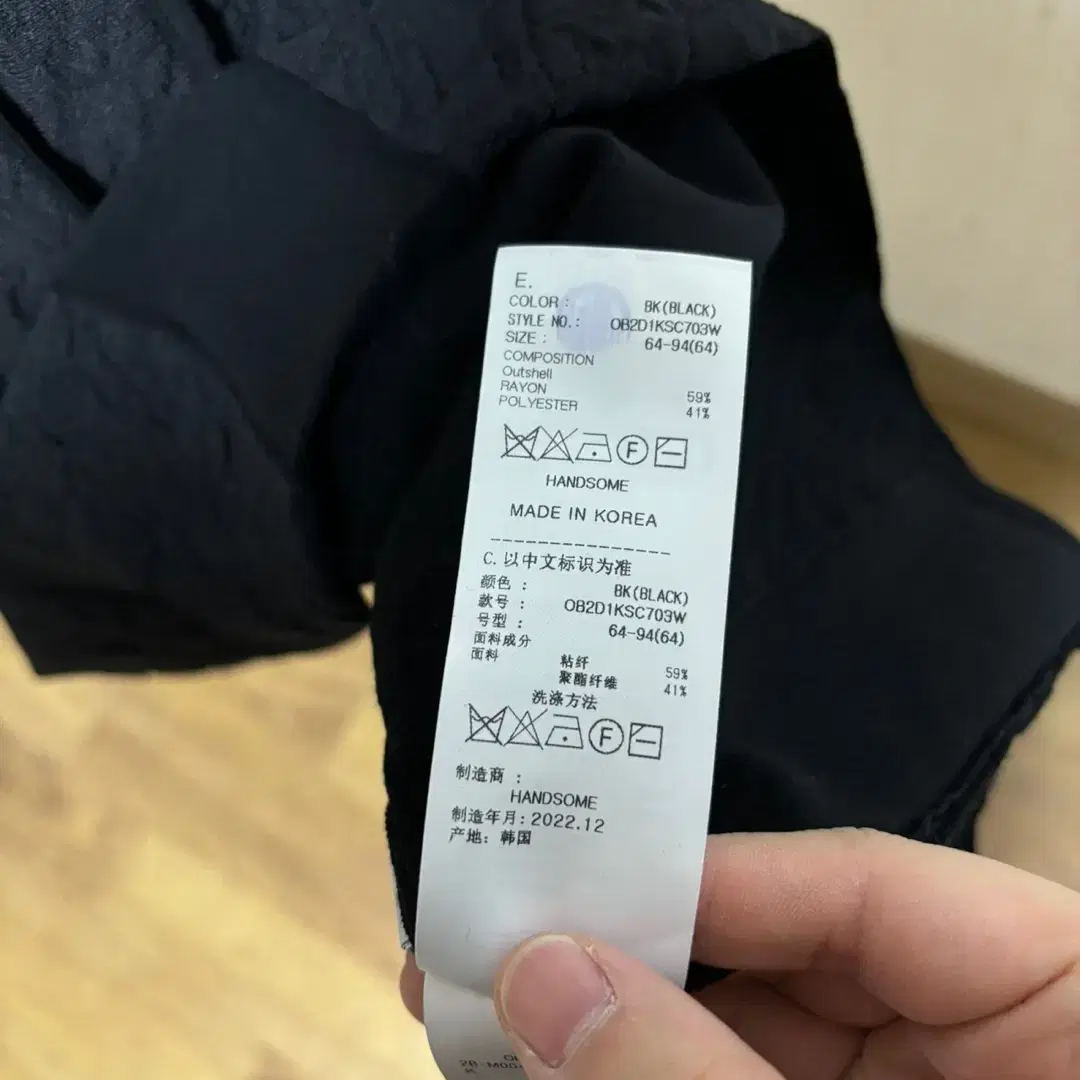 E.
COLOR : BK(BLACK)
STYLE NO.: OB2D1KSC703W
SIZE : 64-94(64)
COMPOSITION
Outshell
RAYON 59%
POLYESTER 41%
F
HANDSOME
MADE IN KOREA
C. 以中文标识为准
颜色 : BK(BLACK)
款号 : OB2D1KSC703W
号型 : 64-94(64)
面料成分
面料 粘纤 59%
聚酯纤维 41%
洗涤方法
F
制造商 :
HANDSOME
制造年月: 2022.12
产地: 韩国